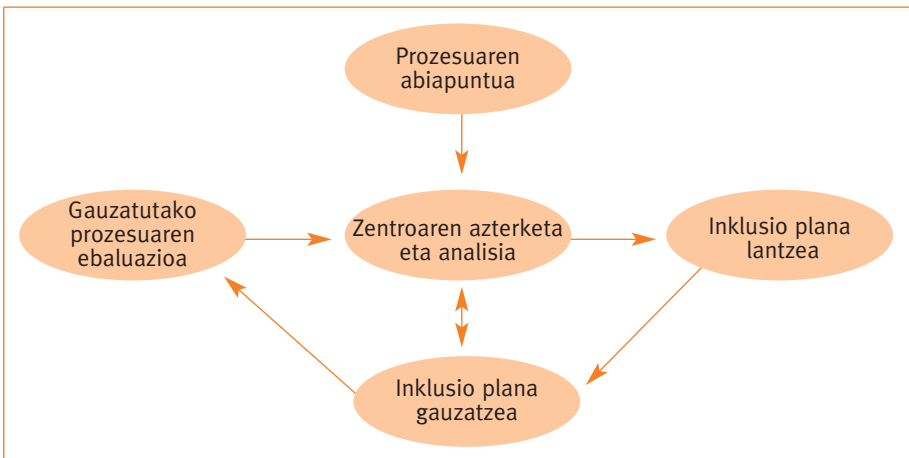 Prozesuaren
abiapuntua
Gauzatutako
prozesuaren
ebaluazioa
Zentroaren azterketa
eta analisia
Inklusio plana
lantzea
Inklusio plana
gauzatzea